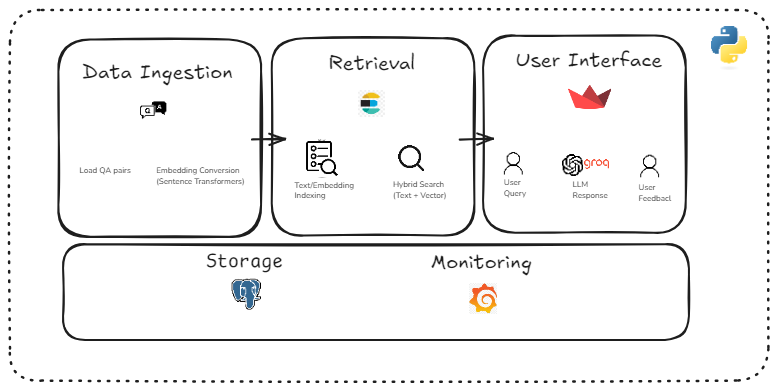 Data Ingestion
Q A
Load QA pairs
Embedding Conversion
(Sentence Transformers)
Retrieval
Text/Embedding
Indexing
Hybrid Search
(Text + Vector)
User Interface
User
Query
groq
LLM
Response
User
Feedback
Storage
Monitoring